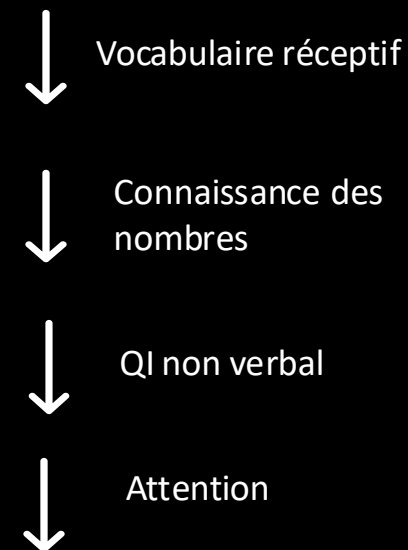 Vocabulaire réceptif
Connaissance des
nombres
QI non verbal
Attention